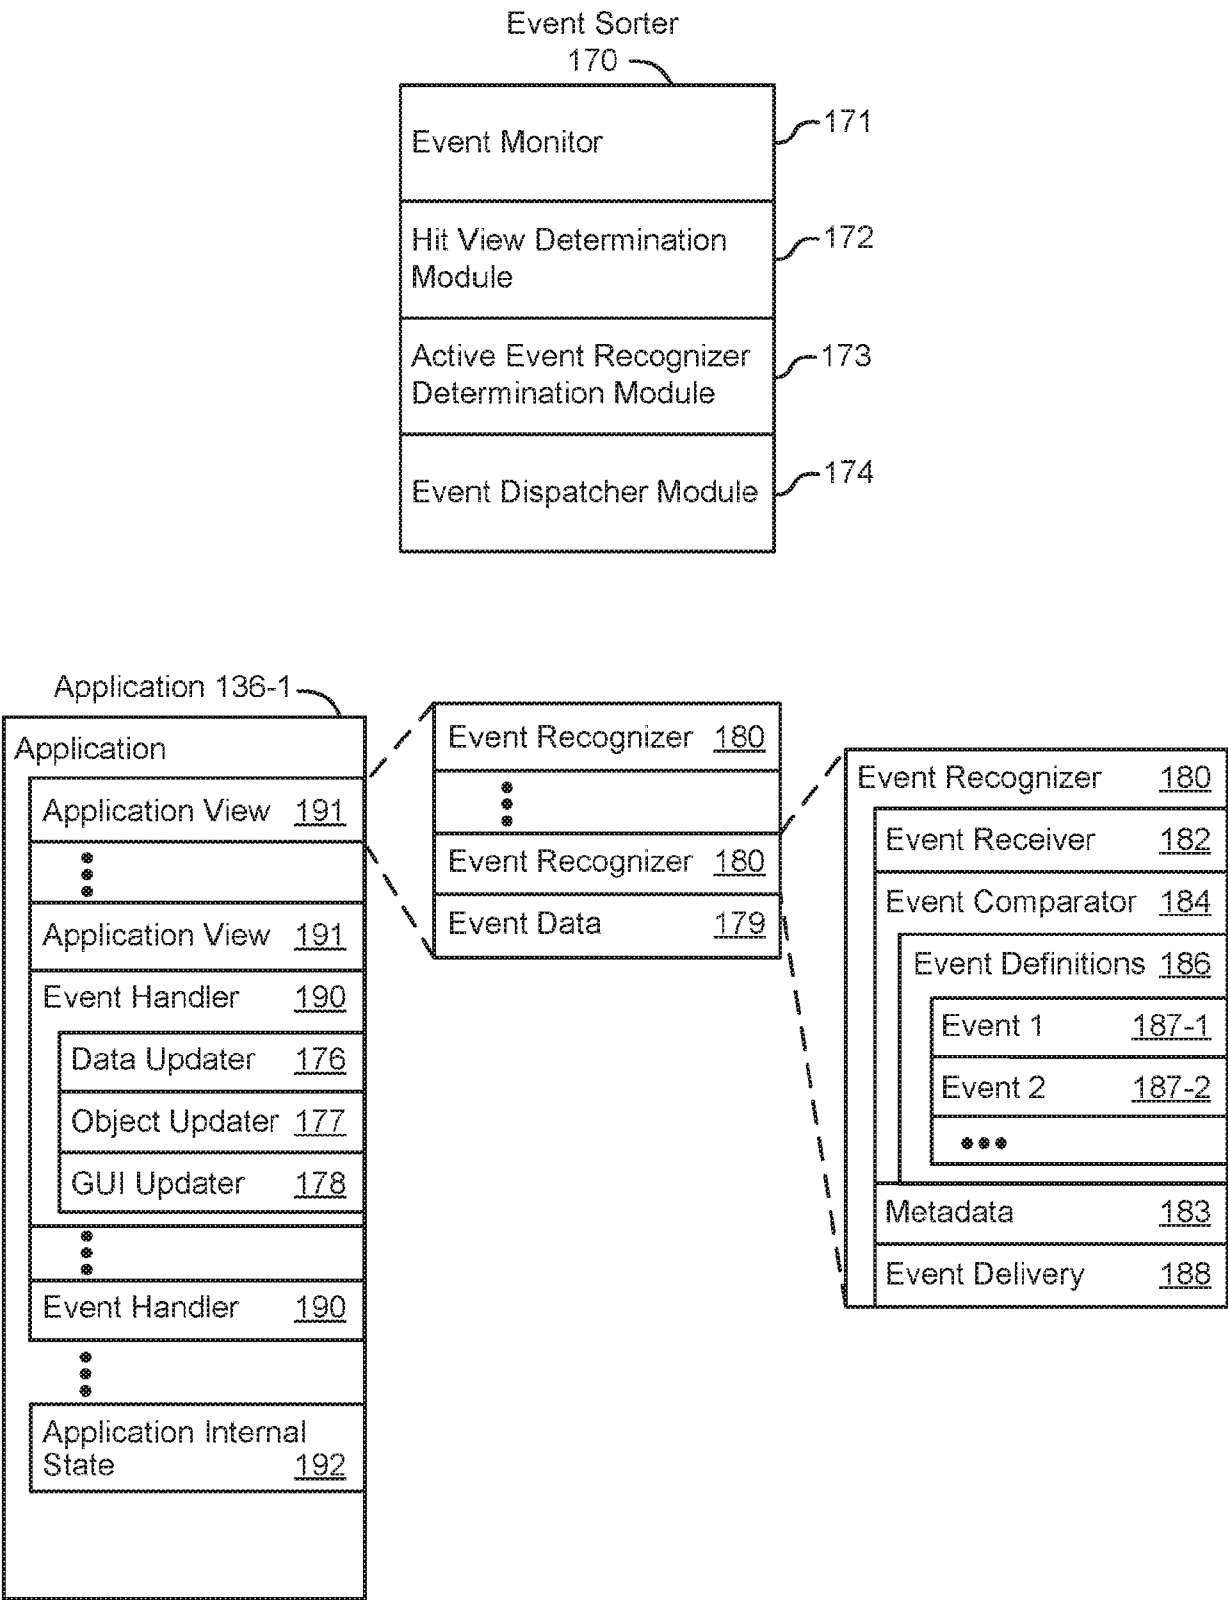 Event Sorter
170
Event Monitor
171
Hit View Determination
Module
172
Active Event Recognizer
Determination Module
173
Event Dispatcher Module
174
Application 136-1
Application
Application View 191
Application View 191
Event Handler 190
Data Updater 176
Object Updater 177
GUI Updater 178
Event Handler 190
Application Internal
State 192
Event Recognizer 180
Event Recognizer 180
Event Data 179
Event Recognizer 180
Event Receiver 182
Event Comparator 184
Event Definitions 186
Event 1 187-1
Event 2 187-2
Metadata 183
Event Delivery 188